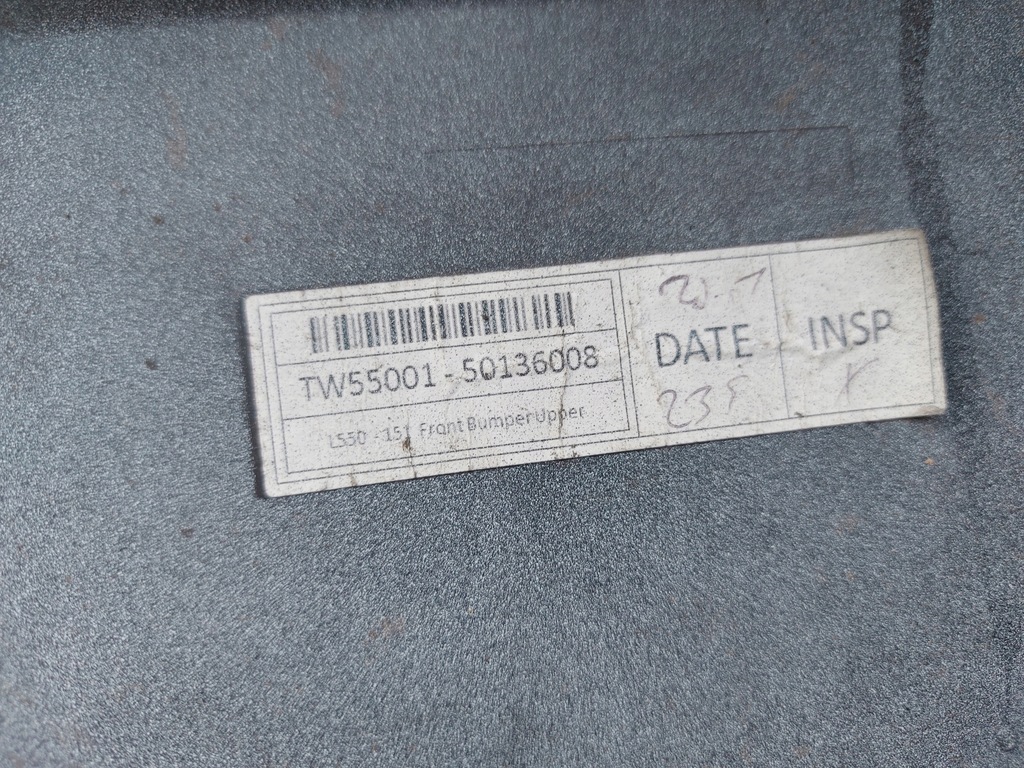 TW55001 - 50136008
L550 - 151 Front Bumper Upper
DATE
INSP